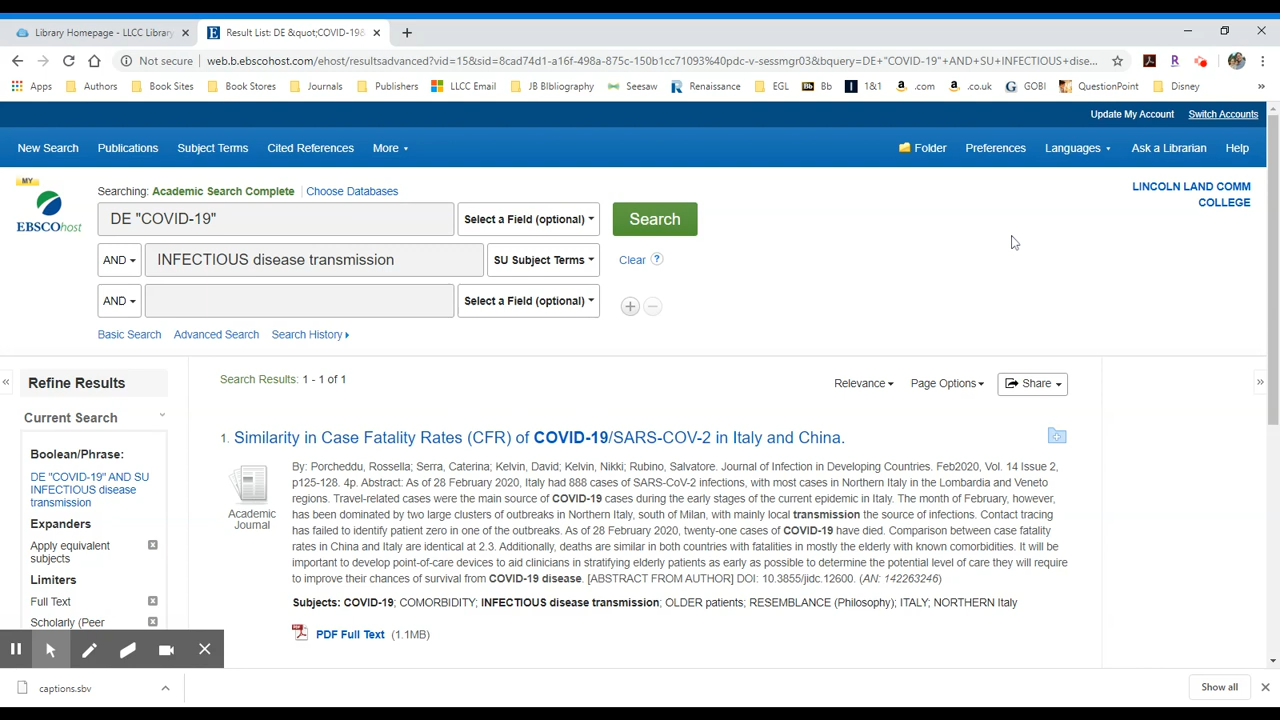 Library Homepage - LLCC Library
Result List: DE &quot;COVID-19&
Not secure
web.b.ebscohost.com/ehost/resultsadvanced?vid=15&sid=8cad74d1-a16f-498a-875c-150b1cc71093%40pdc-v-sessmgr03&bquery=DE+"COVID-19"+AND+SU+INFECTIOUS+dise...
Apps Authors Book Sites Book Stores Journals Publishers LLCC Email JB BIbliography Seesaw Renaissance EGL Bb 1&1 .com .co.uk GOBI QuestionPoint Disney »
Update My Account Switch Accounts
New Search Publications Subject Terms Cited References More Folder Preferences Languages Ask a Librarian Help
MY
EBSCOhost
Searching: Academic Search Complete Choose Databases
LINCOLN LAND COMM
COLLEGE
DE "COVID-19" Select a Field (optional) Search
AND INFECTIOUS disease transmission SU Subject Terms Clear ?
AND Select a Field (optional)
Basic Search Advanced Search Search History
« Refine Results
Current Search
Boolean/Phrase:
DE "COVID-19" AND SU
INFECTIOUS disease
transmission
Expanders
Apply equivalent
subjects
Limiters
Full Text
Scholarly (Peer
Search Results: 1 - 1 of 1
Relevance Page Options Share »
1. Similarity in Case Fatality Rates (CFR) of COVID-19/SARS-COV-2 in Italy and China.
Academic
Journal
By: Porcheddu, Rossella; Serra, Caterina; Kelvin, David; Kelvin, Nikki; Rubino, Salvatore. Journal of Infection in Developing Countries. Feb2020, Vol. 14 Issue 2,
p125-128. 4p. Abstract: As of 28 February 2020, Italy had 888 cases of SARS-CoV-2 infections, with most cases in Northern Italy in the Lombardia and Veneto
regions. Travel-related cases were the main source of COVID-19 cases during the early stages of the current epidemic in Italy. The month of February, however,
has been dominated by two large clusters of outbreaks in Northern Italy, south of Milan, with mainly local transmission the source of infections. Contact tracing
has failed to identify patient zero in one of the outbreaks. As of 28 February 2020, twenty-one cases of COVID-19 have died. Comparison between case fatality
rates in China and Italy are identical at 2.3. Additionally, deaths are similar in both countries with fatalities in mostly the elderly with known comorbidities. It will be
important to develop point-of-care devices to aid clinicians in stratifying elderly patients as early as possible to determine the potential level of care they will require
to improve their chances of survival from COVID-19 disease. [ABSTRACT FROM AUTHOR] DOI: 10.3855/jidc.12600. (AN: 142263246)
Subjects: COVID-19; COMORBIDITY; INFECTIOUS disease transmission; OLDER patients; RESEMBLANCE (Philosophy); ITALY; NORTHERN Italy
PDF Full Text (1.1MB)
captions.sbv
Show all